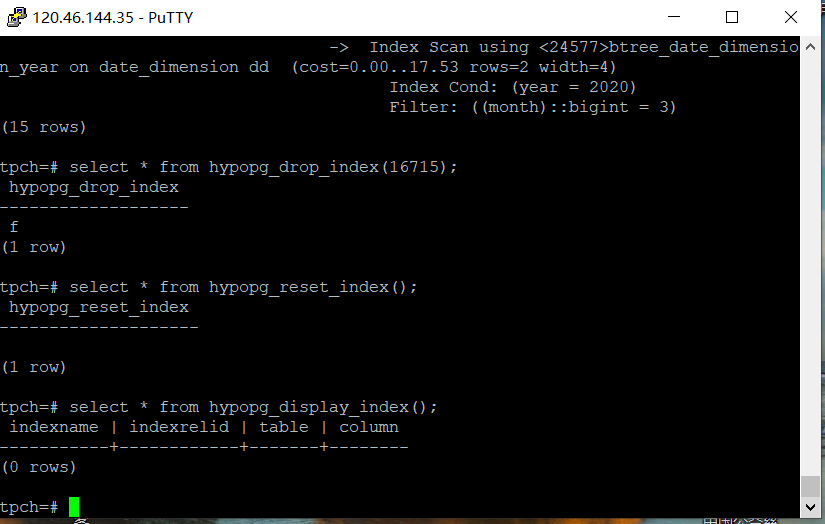 120.46.144.35 - PuTTY
-> Index Scan using <24577>btree_date_dimensio
n_year on date_dimension dd (cost=0.00..17.53 rows=2 width=4)
Index Cond: (year = 2020)
Filter: ((month)::bigint = 3)
(15 rows)
tpch=# select * from hypopg_drop_index(16715);
hypopg_drop_index
-------------------
f
(1 row)
tpch=# select * from hypopg_reset_index();
hypopg_reset_index
--------------------
(1 row)
tpch=# select * from hypopg_display_index();
indexname | indexrelid | table | column
-----------+------------+-------+--------
(0 rows)
tpch=#